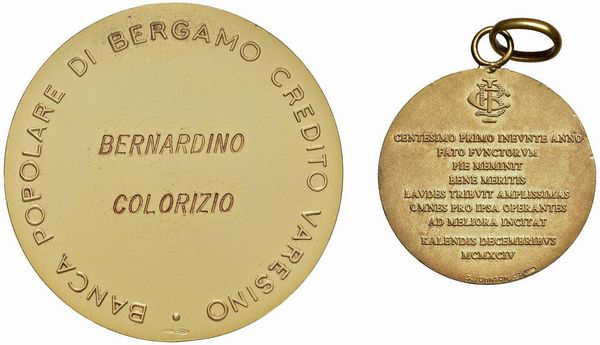 BANCA POPOLARE DI BERGAMO CREDITO VARESINO •
BERNARDINO
COLORIZIO
CENTESIMO PRIMO INEVNTE ANNO
FATO FVNCTORVM
PIE MEMINIT
BENE MERITIS
LAVDES TRIBVIT AMPLISSIMAS
OMNES PRO IPSA OPERANTES
AD MELIORA INCITAT
KALENDIS DECEMBRIBVS
MCMXCIV
S.JOHNSON